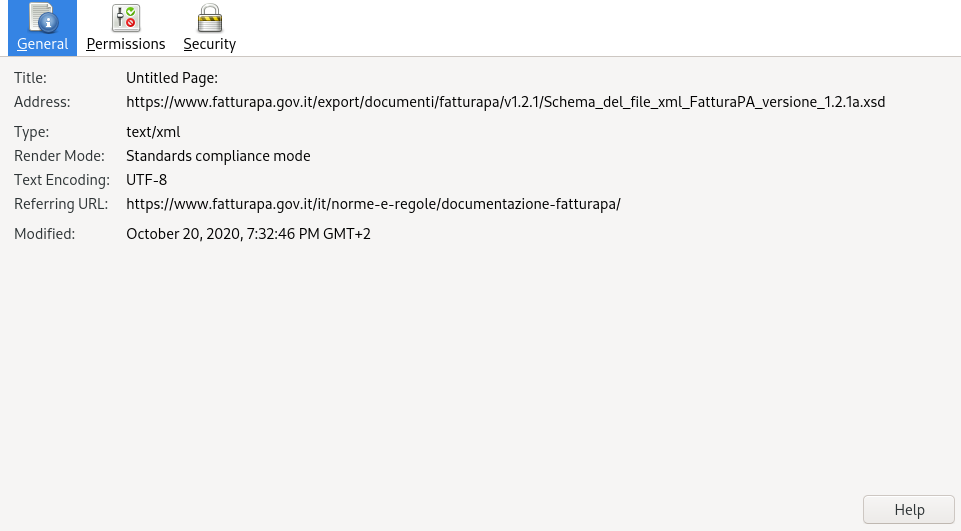 General Permissions Security
Title: Untitled Page:
Address: https://www.fatturapa.gov.it/export/documenti/fatturapa/v1.2.1/Schema_del_file_xml_FatturaPA_versione_1.2.1a.xsd
Type: text/xml
Render Mode: Standards compliance mode
Text Encoding: UTF-8
Referring URL: https://www.fatturapa.gov.it/it/norme-e-regole/documentazione-fatturapa/
Modified: October 20, 2020, 7:32:46 PM GMT+2
Help